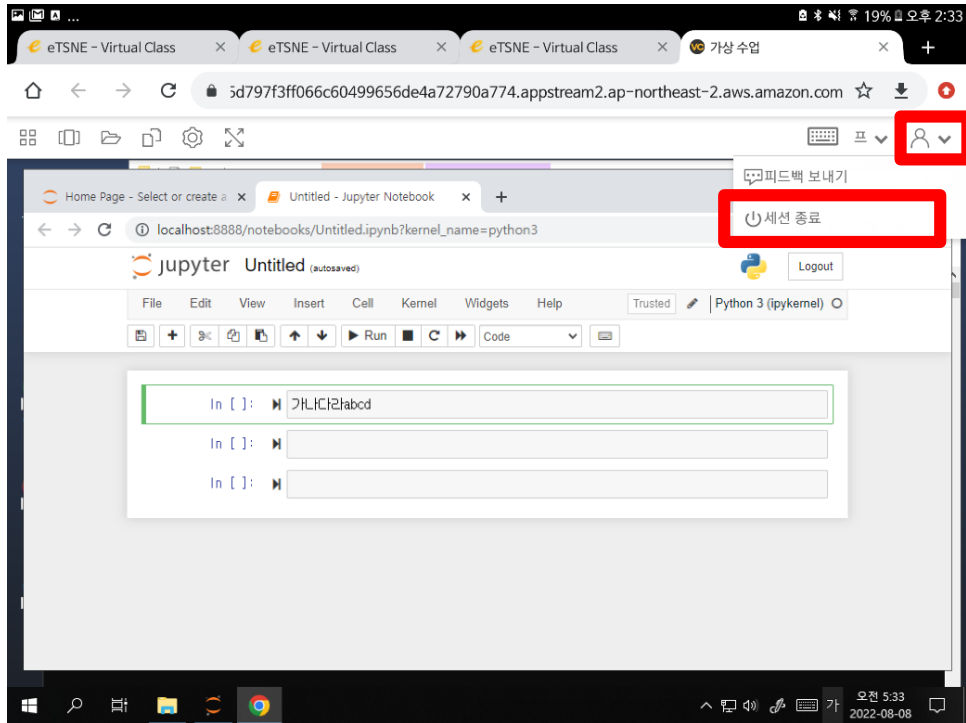 ... 19% 오후 2:33
eTSNE – Virtual Class × eTSNE – Virtual Class × eTSNE – Virtual Class × VC 가상 수업 × +
5d797f3ff066c60499656de4a72790a774.appstream2.ap-northeast-2.aws.amazon.com
프
피드백 보내기
세션 종료
Home Page - Select or create a × Untitled - Jupyter Notebook × +
localhost:8888/notebooks/Untitled.ipynb?kernel_name=python3
jupyter Untitled (autosaved) Logout
File Edit View Insert Cell Kernel Widgets Help Trusted Python 3 (ipykernel)
Run Code
In [ ]: 가나다라abcd
In [ ]:
In [ ]:
가 오전 5:33
2022-08-08